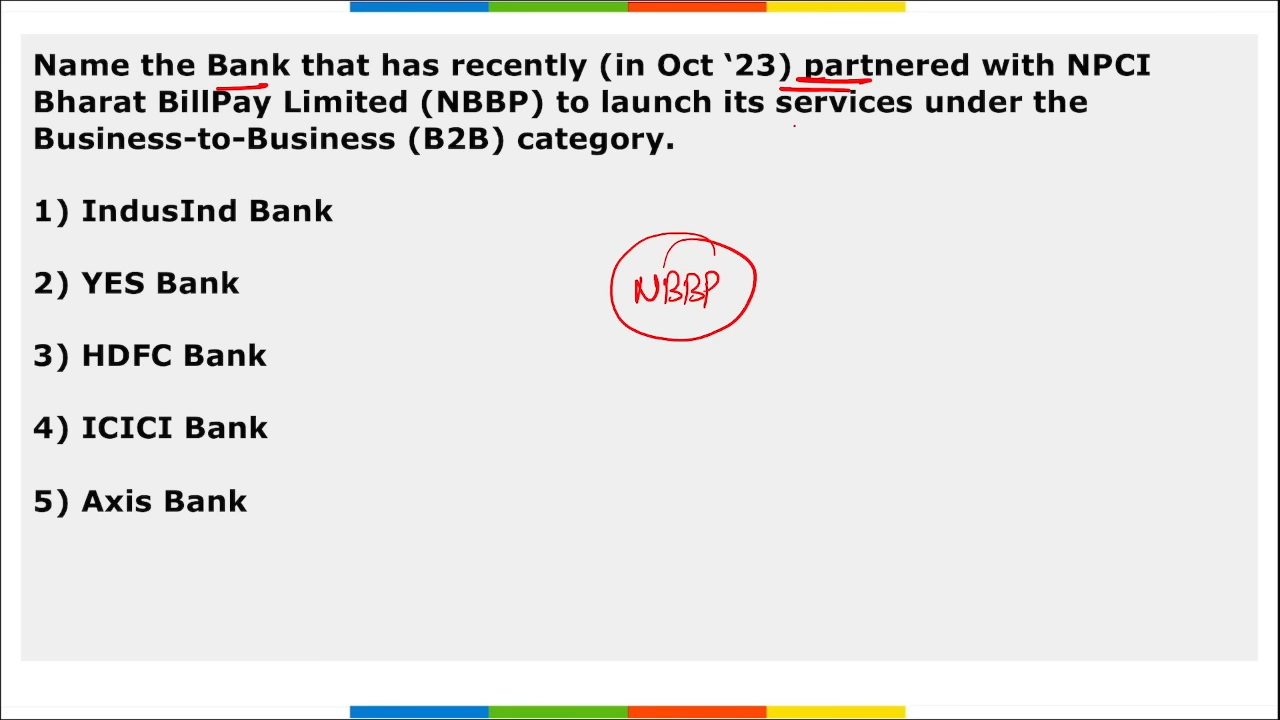 Name the Bank that has recently (in Oct ‘23) partnered with NPCI
Bharat BillPay Limited (NBBP) to launch its services under the
Business-to-Business (B2B) category.
1) IndusInd Bank
NBBP
2) YES Bank
3) HDFC Bank
4) ICICI Bank
5) Axis Bank